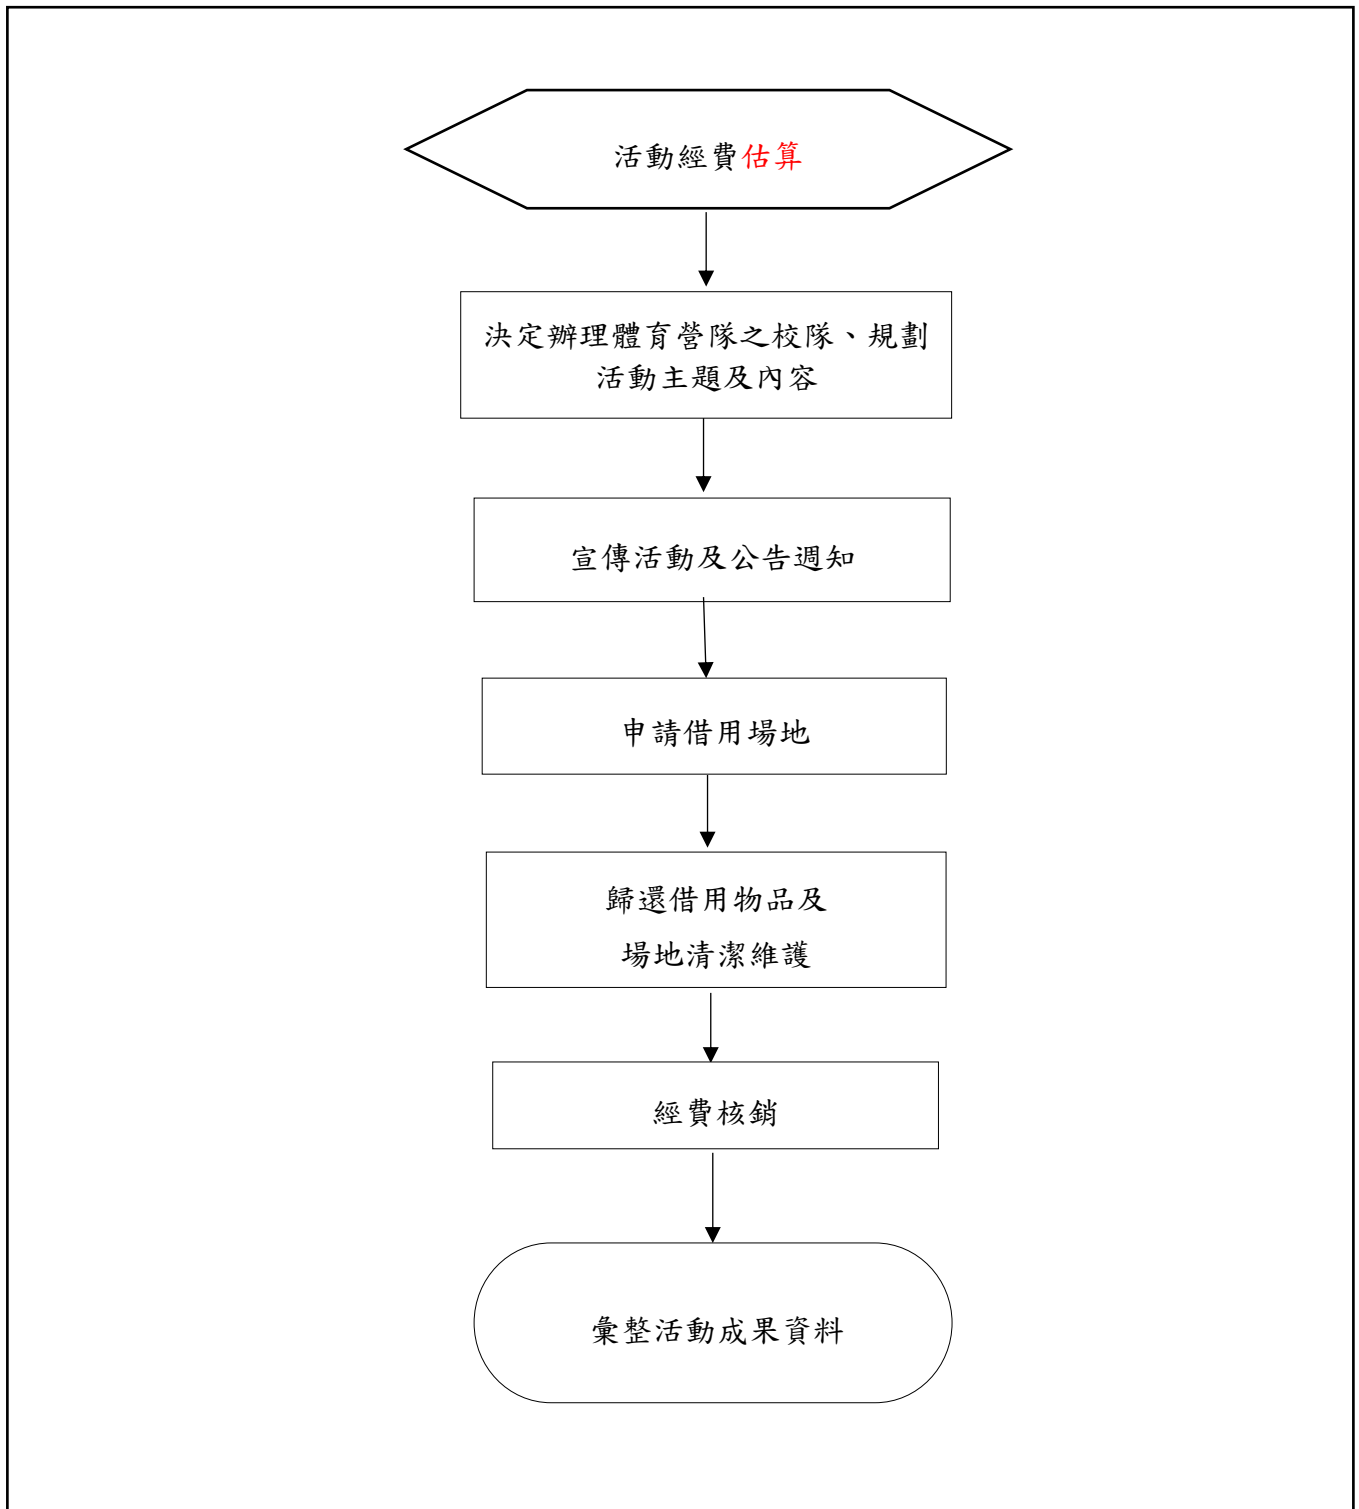 活動經費估算
決定辦理體育營隊之校隊、規劃
活動主題及內容
宣傳活動及公告週知
申請借用場地
歸還借用物品及
場地清潔維護
經費核銷
彙整活動成果資料